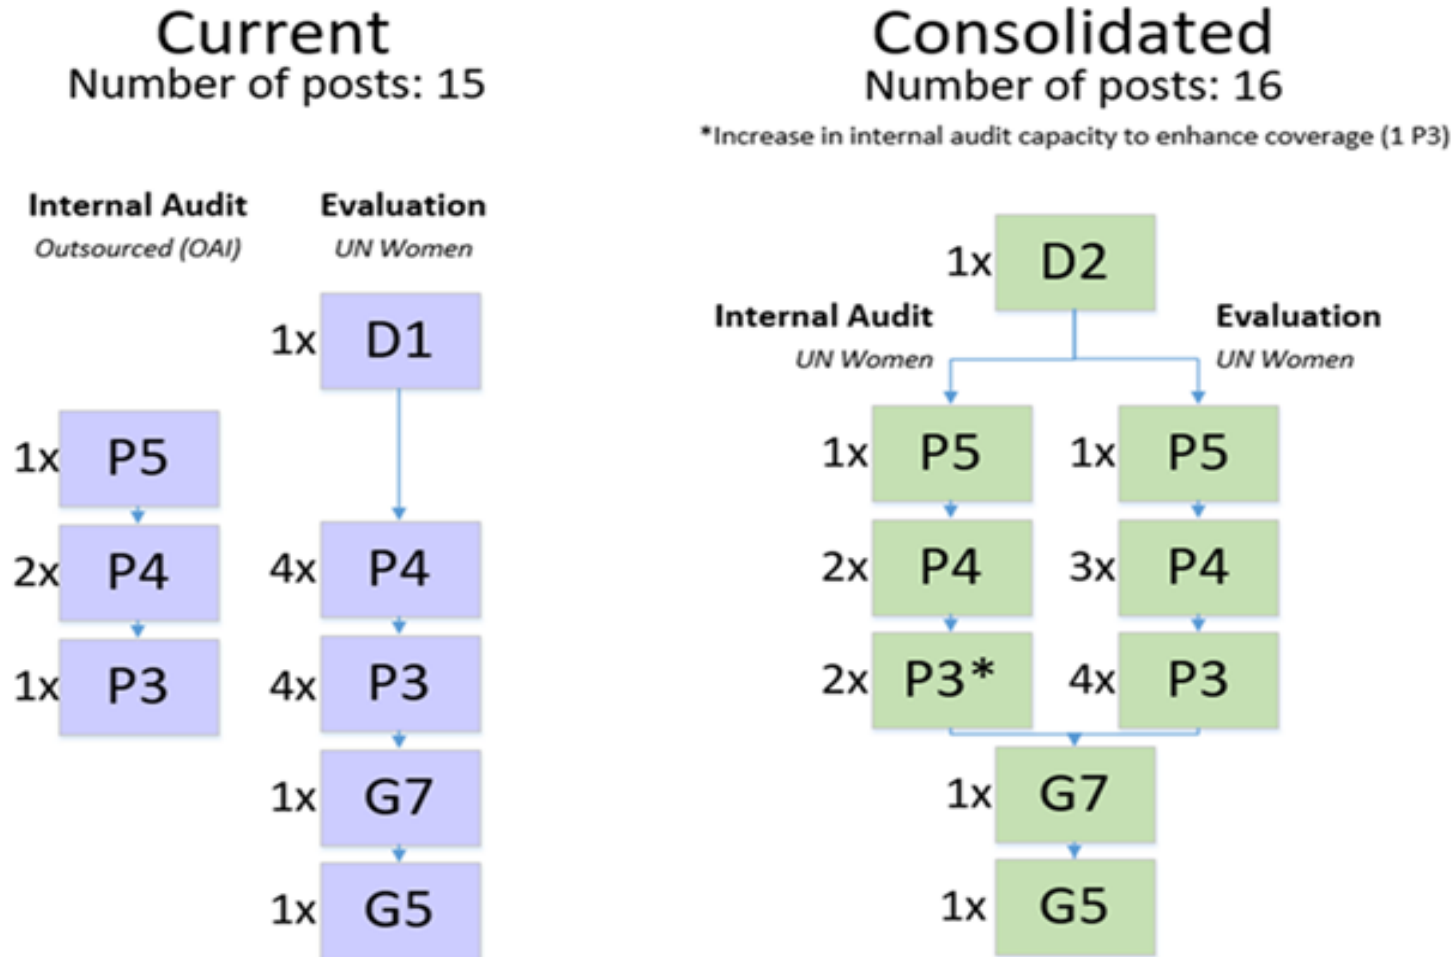 Current
Number of posts: 15
Internal Audit
Outsourced (OAI)
Evaluation
UN Women
1x D1
1x P5
2x P4
4x P4
1x P3
4x P3
1x G7
1x G5
Consolidated
Number of posts: 16
*Increase in internal audit capacity to enhance coverage (1 P3)
1x D2
Internal Audit
UN Women
Evaluation
UN Women
1x P5
1x P5
2x P4
3x P4
2x P3*
4x P3
1x G7
1x G5